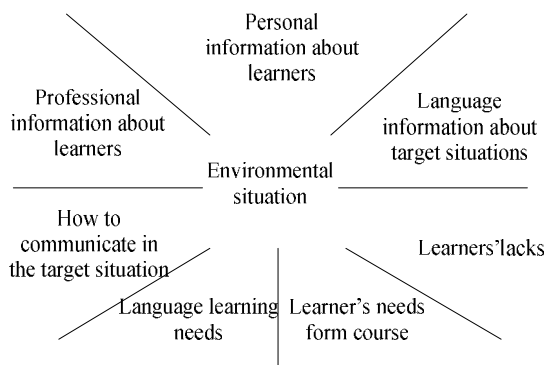 Personal
information about
learners
Professional
information about
learners
Language
information about
target situations
Environmental
situation
How to
communicate in
the target situation
Learners'lacks
Language learning
needs
Learner's needs
form course